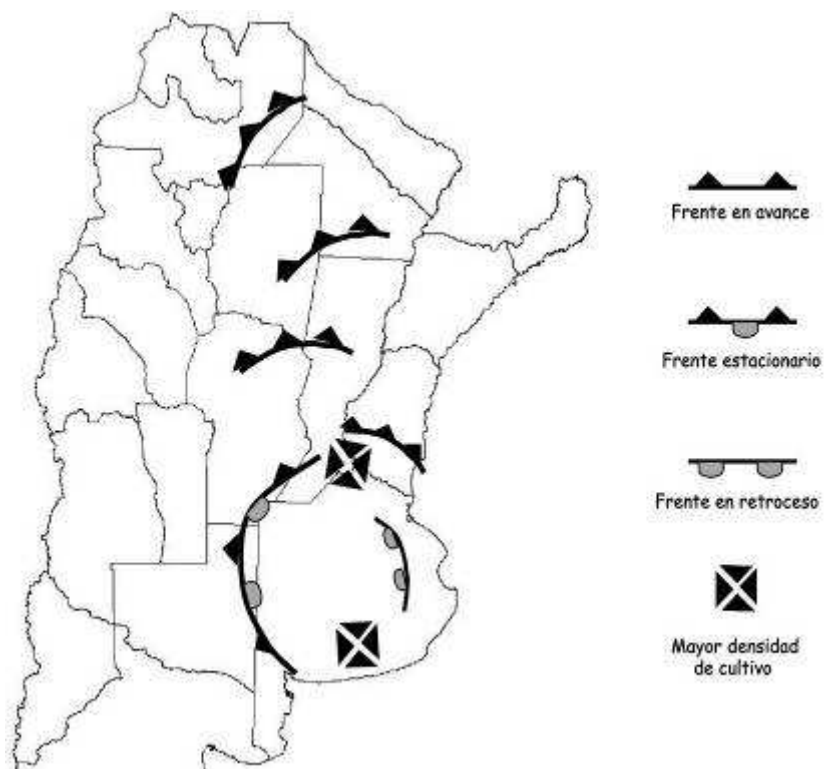 Frente en avance
Frente estacionario
Frente en retroceso
Mayor densidad
de cultivo